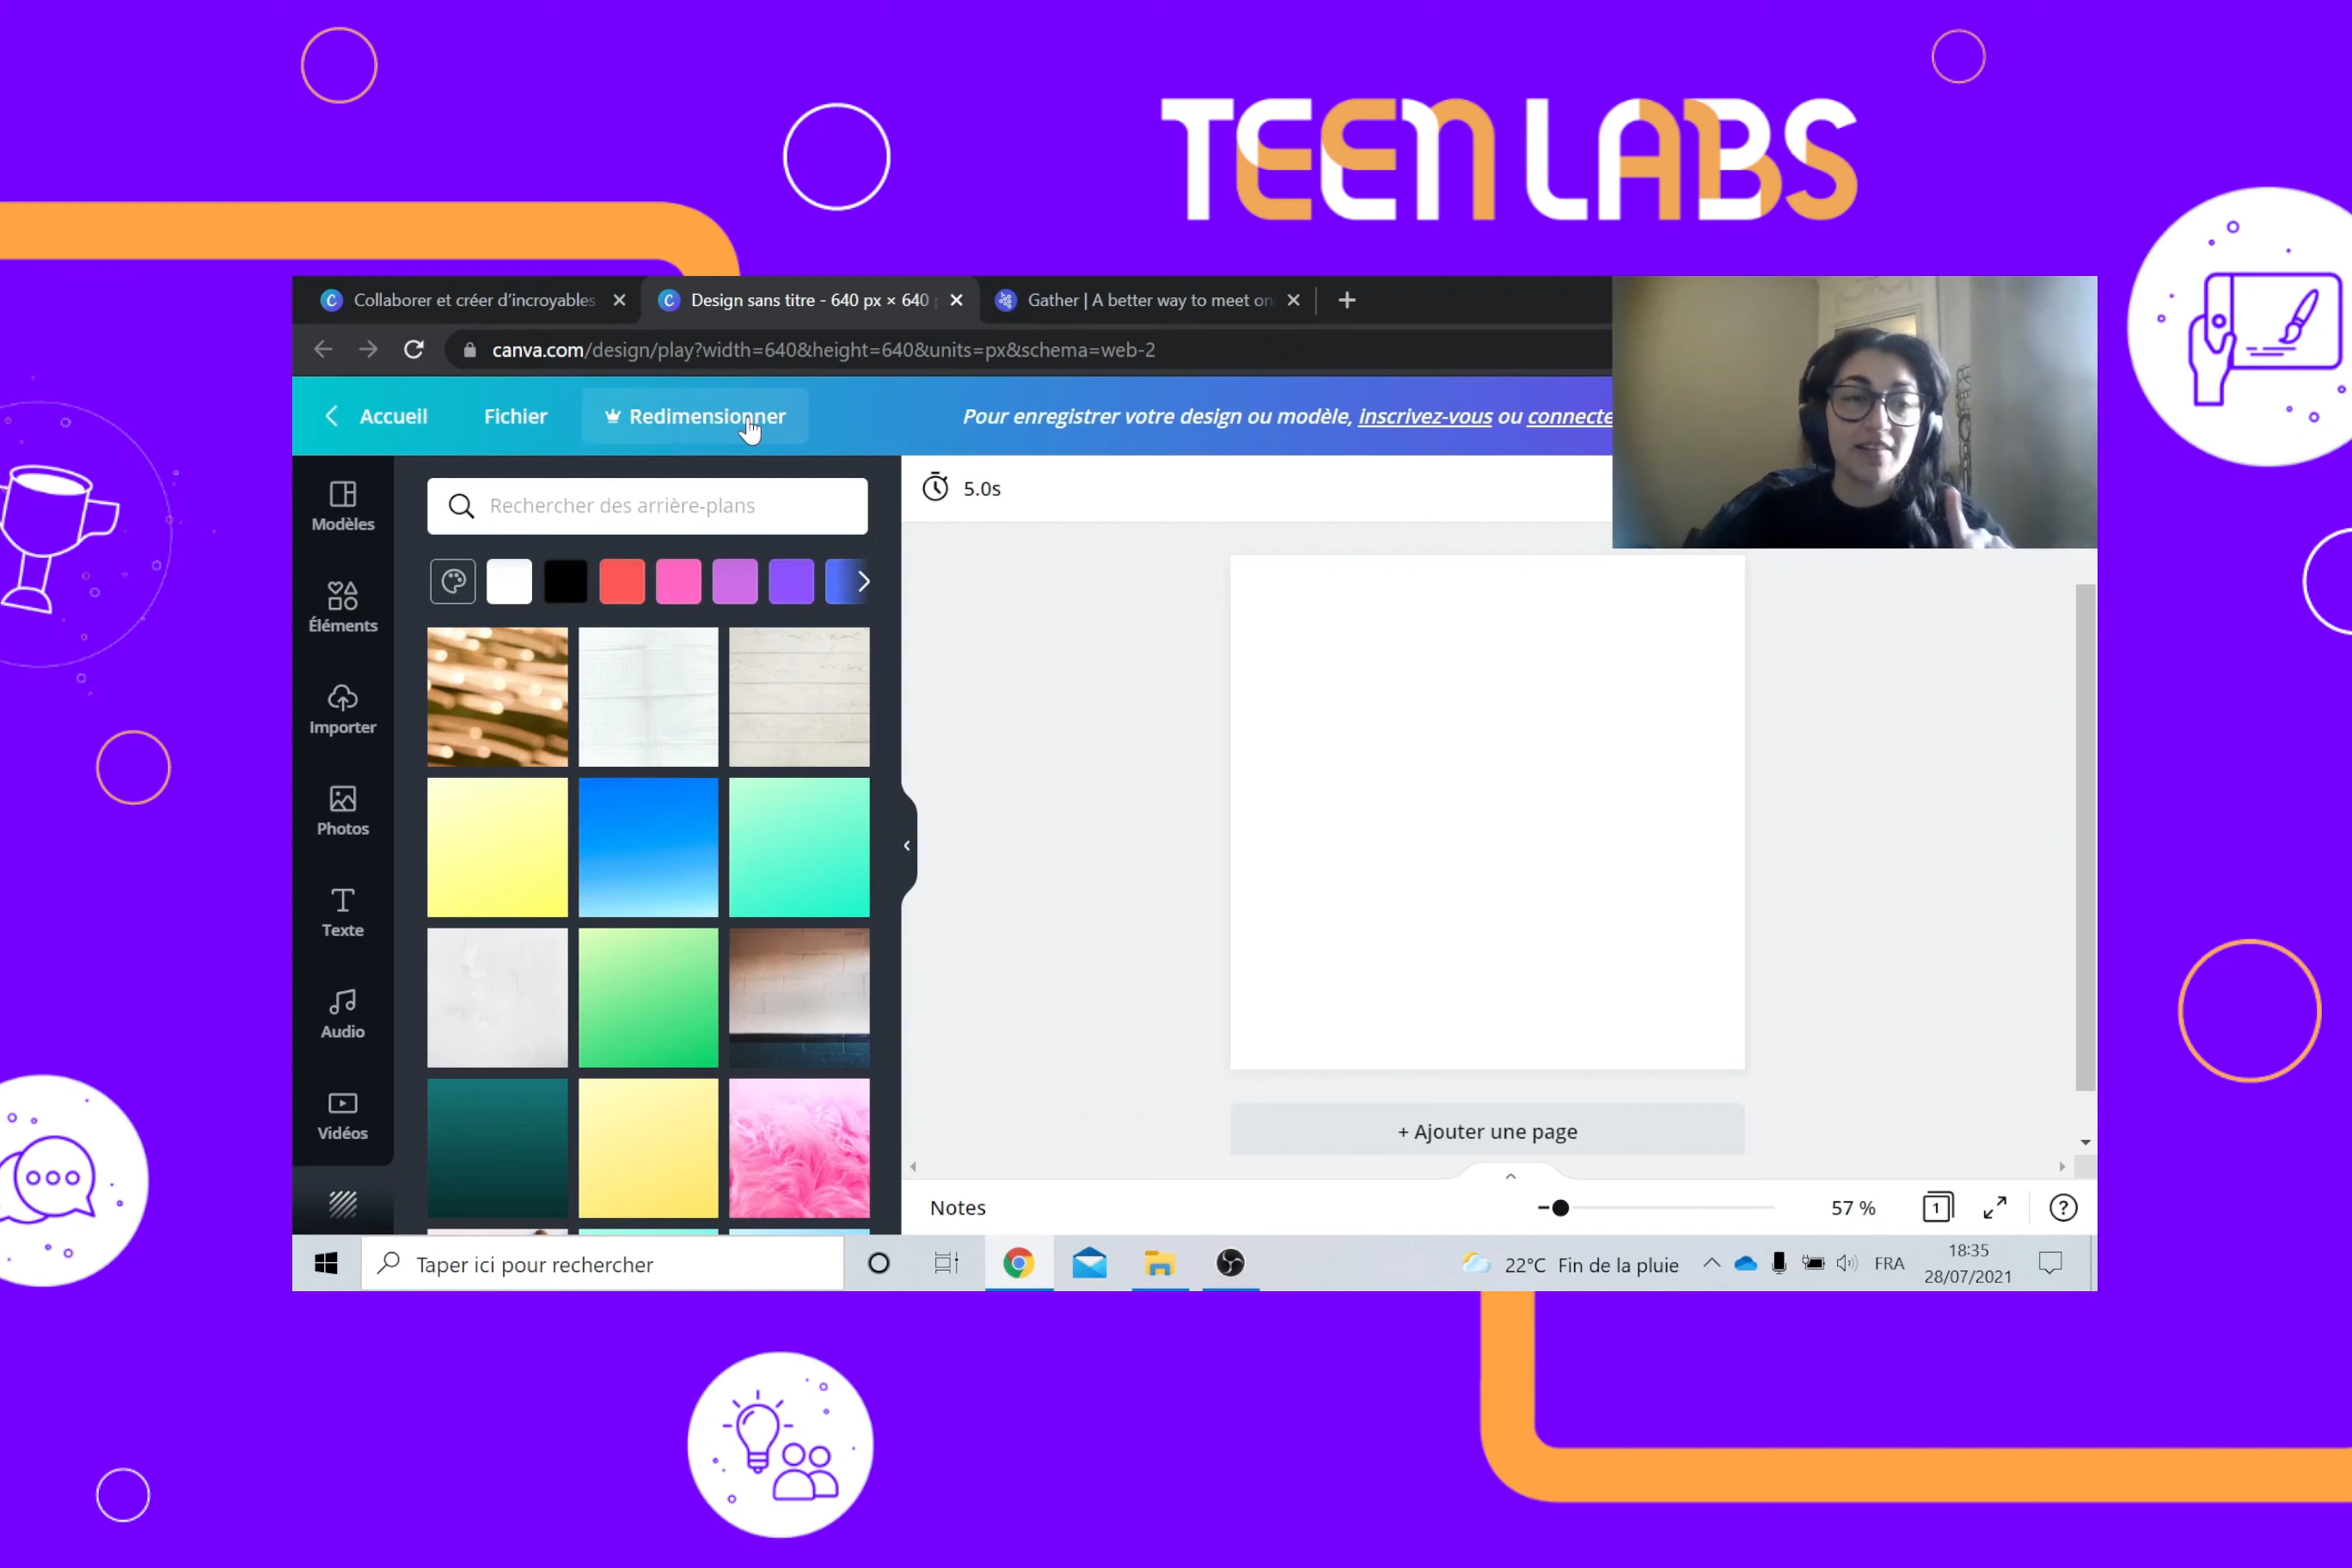 TEEN LABS
Collaborer et créer d'incroyables
Design sans titre - 640 px × 640
Gather | A better way to meet on
canva.com/design/play?width=640&height=640&units=px&schema=web-2
Accueil
Fichier
Redimensionner
Pour enregistrer votre design ou modèle, inscrivez-vous ou connecte
Modèles
Éléments
Importer
Photos
Texte
Audio
Vidéos
Rechercher des arrière-plans
5.0s
+ Ajouter une page
Notes
57 %
1
?
Taper ici pour rechercher
22°C Fin de la pluie
FRA
18:35
28/07/2021